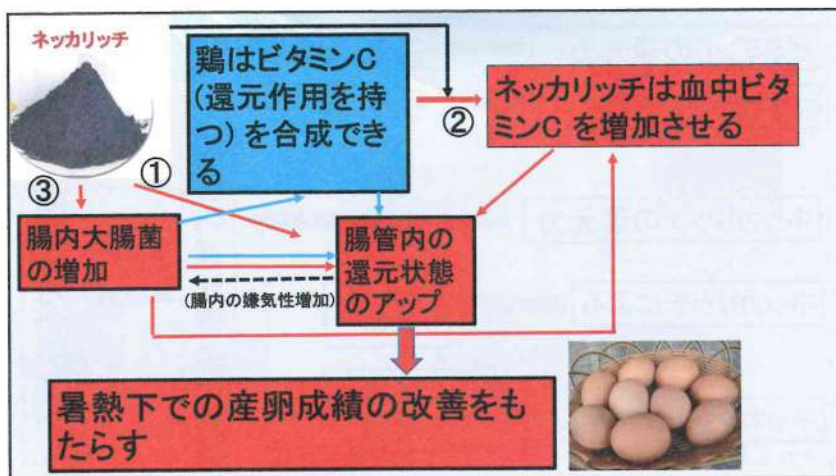 ネッカリッチ
鶏はビタミンC
(還元作用を持
つ) を合成でき
る
②
ネッカリッチは血中ビタ
ミンC を増加させる
③
①
腸内大腸菌
の増加
腸管内の
還元状態
のアップ
(腸内の嫌気性増加)
暑熱下での産卵成績の改善をも
たらす